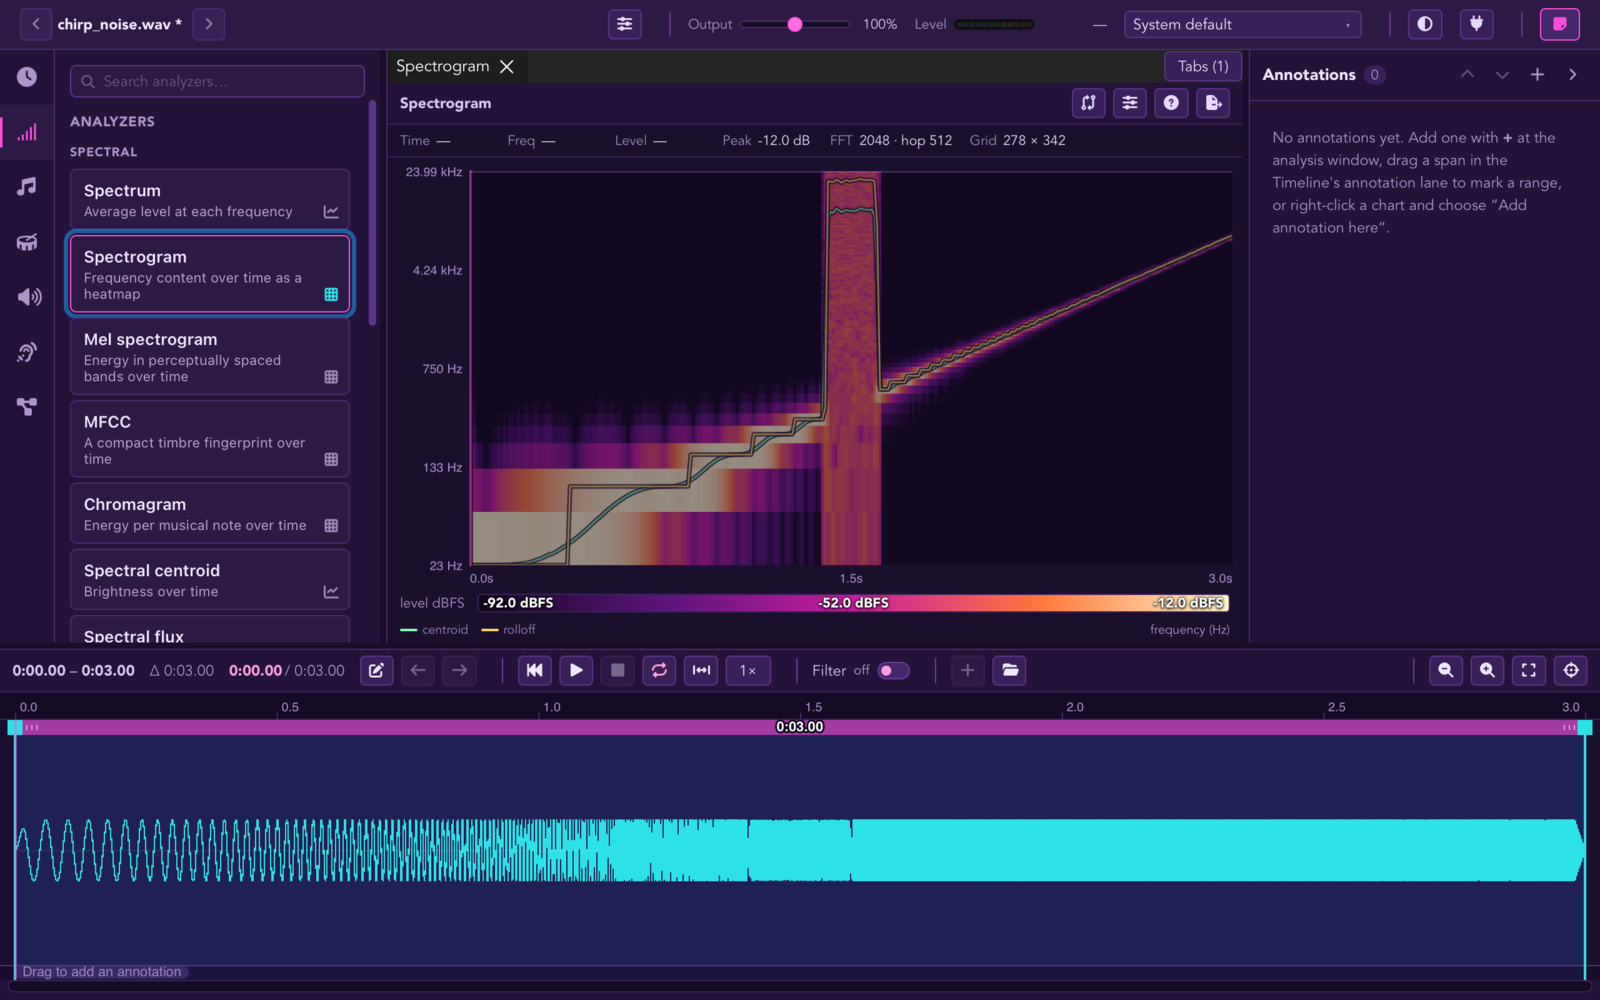 chirp_noise.wav *
Output 100% Level — System default
Search analyzers...
ANALYZERS
SPECTRAL
Spectrum
Average level at each frequency
Spectrogram
Frequency content over time as a
heatmap
Mel spectrogram
Energy in perceptually spaced
bands over time
MFCC
A compact timbre fingerprint over
time
Chromagram
Energy per musical note over time
Spectral centroid
Brightness over time
Spectral flux
Spectrogram
Tabs (1)
Spectrogram
Time — Freq — Level — Peak -12.0 dB FFT 2048 · hop 512 Grid 278 × 342
23.99 kHz
4.24 kHz
750 Hz
133 Hz
23 Hz
0.0s 1.5s 3.0s
level dBFS -92.0 dBFS -52.0 dBFS -12.0 dBFS
centroid rolloff frequency (Hz)
Annotations 0
No annotations yet. Add one with + at the
analysis window, drag a span in the
Timeline's annotation lane to mark a range,
or right-click a chart and choose “Add
annotation here”.
0:00.00 – 0:03.00 Δ 0:03.00 0:00.00 / 0:03.00 1× Filter off
0.0 0.5 1.0 1.5 2.0 2.5 3.0
0:03.00
Drag to add an annotation